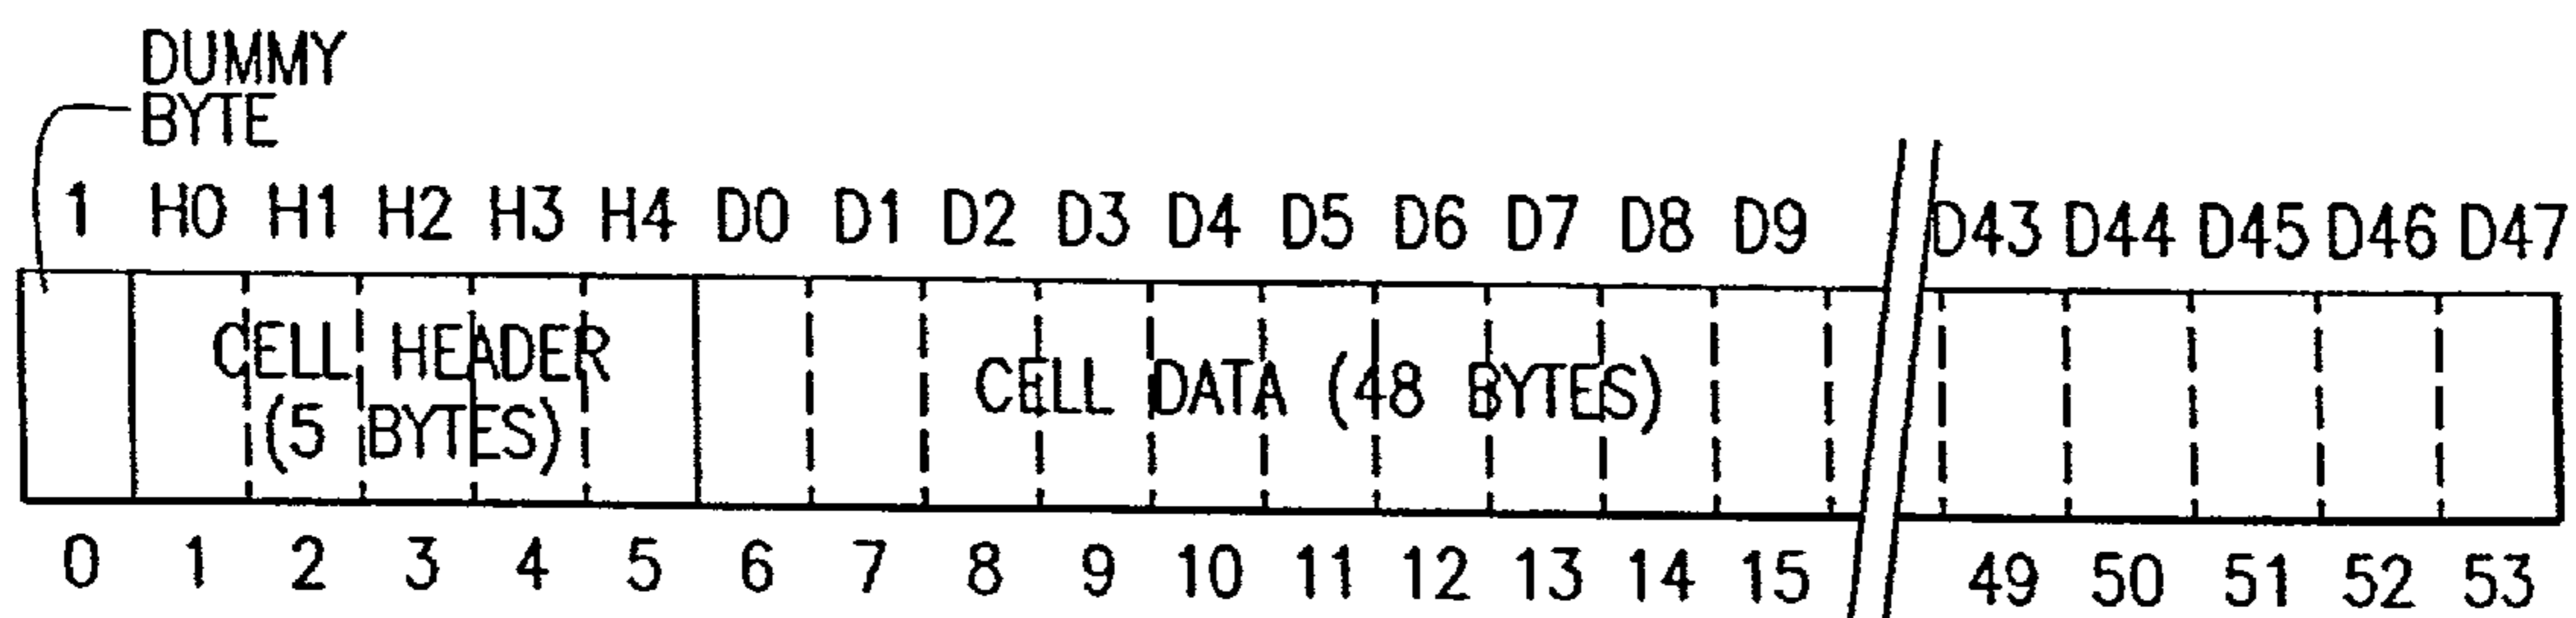 DUMMY
BYTE
1 H0 H1 H2 H3 H4 D0 D1 D2 D3 D4 D5 D6 D7 D8 D9 D43 D44 D45 D46 D47
CELL HEADER
(5 BYTES)
CELL DATA (48 BYTES)
0 1 2 3 4 5 6 7 8 9 10 11 12 13 14 15 49 50 51 52 53